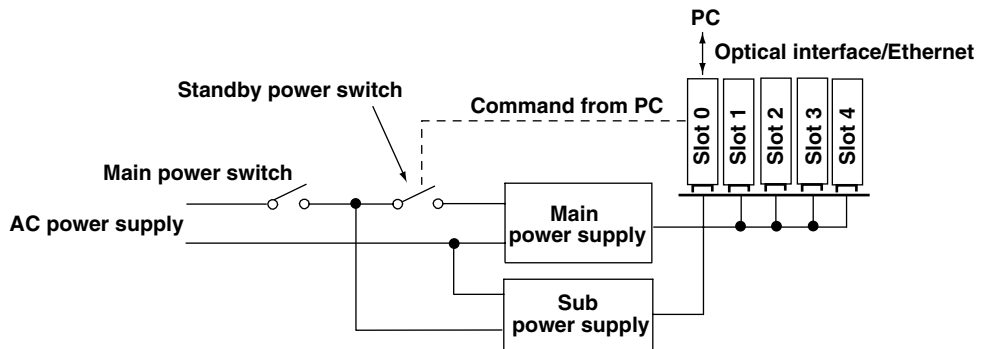 PC
Optical interface/Ethernet
Standby power switch
Command from PC
Slot 0
Slot 1
Slot 2
Slot 3
Slot 4
Main power switch
AC power supply
Main
power supply
Sub
power supply